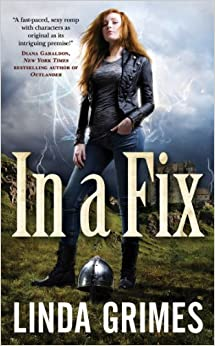 "A fast-paced, sexy romp
with characters as
original as its
intriguing premise!"
DIANA GABALDON,
NEW YORK TIMES
BESTSELLING AUTHOR OF
OUTLANDER
IN A FIX
LINDA GRIMES